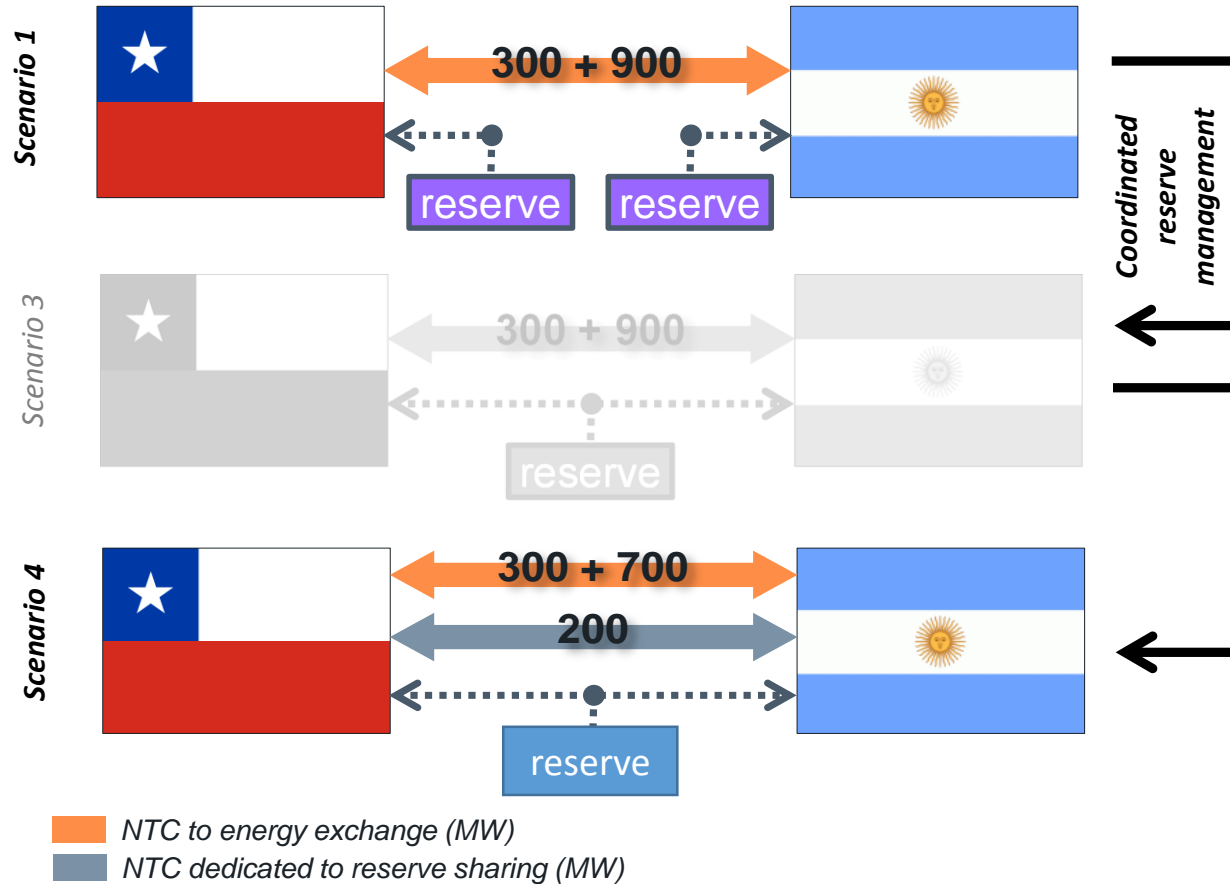 Scenario 1
300 + 900
reserve
reserve
Coordinated
reserve
management
Scenario 3
300 + 900
reserve
Scenario 4
300 + 700
200
reserve
NTC to energy exchange (MW)
NTC dedicated to reserve sharing (MW)